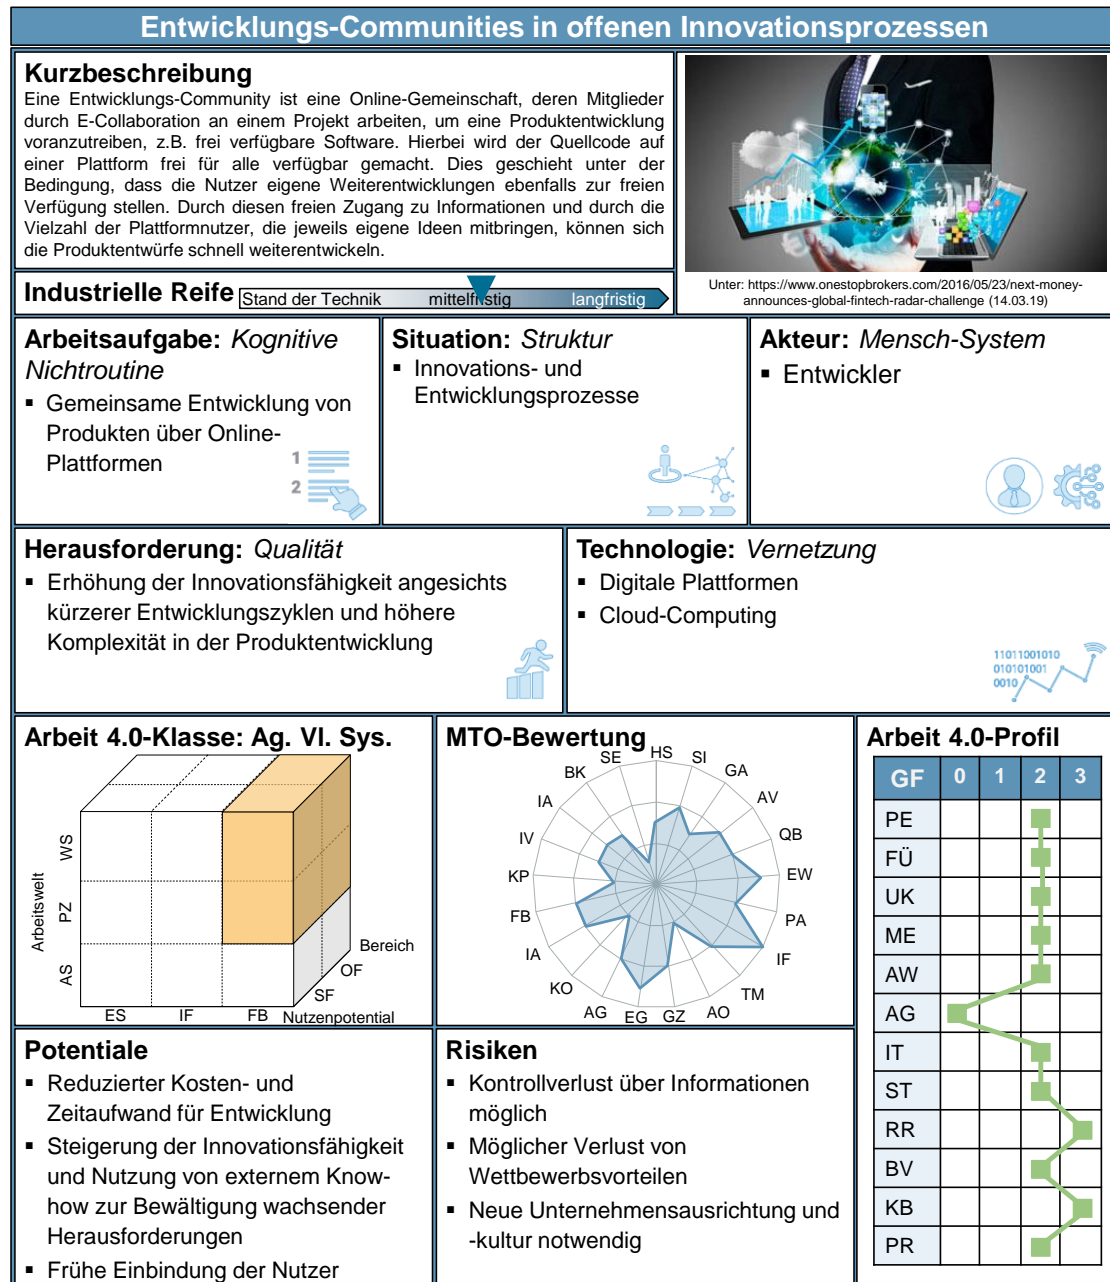 Entwicklungs-Communities in offenen Innovationsprozessen
Kurzbeschreibung
Eine Entwicklungs-Community ist eine Online-Gemeinschaft, deren Mitglieder
durch E-Collaboration an einem Projekt arbeiten, um eine Produktentwicklung
voranzutreiben, z.B. frei verfügbare Software. Hierbei wird der Quellcode auf
einer Plattform frei für alle verfügbar gemacht. Dies geschieht unter der
Bedingung, dass die Nutzer eigene Weiterentwicklungen ebenfalls zur freien
Verfügung stellen. Durch diesen freien Zugang zu Informationen und durch die
Vielzahl der Plattformnutzer, die jeweils eigene Ideen mitbringen, können sich
die Produktentwürfe schnell weiterentwickeln.
Unter: https://www.onestopbrokers.com/2016/05/23/next-money-
announces-global-fintech-radar-challenge (14.03.19)
Industrielle Reife
Stand der Technik mittelfristig langfristig
Arbeitsaufgabe: Kognitive
Nichtroutine
▪ Gemeinsame Entwicklung von
Produkten über Online-
Plattformen
1
2
Situation: Struktur
▪ Innovations- und
Entwicklungsprozesse
Akteur: Mensch-System
▪ Entwickler
Herausforderung: Qualität
▪ Erhöhung der Innovationsfähigkeit angesichts
kürzerer Entwicklungszyklen und höhere
Komplexität in der Produktentwicklung
Technologie: Vernetzung
▪ Digitale Plattformen
▪ Cloud-Computing
11011001010
010101001
0010
Arbeit 4.0-Klasse: Ag. Vl. Sys.
Arbeitswelt
WS
PZ
AS
ES IF FB Nutzenpotential
SF
OF
Bereich
MTO-Bewertung
HS
SI
GA
AV
QB
EW
PA
IF
TM
AO
GZ
EG
AG
KO
IA
FB
KP
IV
IA
BK
SE
Arbeit 4.0-Profil
GF 0 1 2 3
PE
FÜ
UK
ME
AW
AG
IT
ST
RR
BV
KB
PR
Potentiale
▪ Reduzierter Kosten- und
Zeitaufwand für Entwicklung
▪ Steigerung der Innovationsfähigkeit
und Nutzung von externem Know-
how zur Bewältigung wachsender
Herausforderungen
▪ Frühe Einbindung der Nutzer
Risiken
▪ Kontrollverlust über Informationen
möglich
▪ Möglicher Verlust von
Wettbewerbsvorteilen
▪ Neue Unternehmensausrichtung und
-kultur notwendig